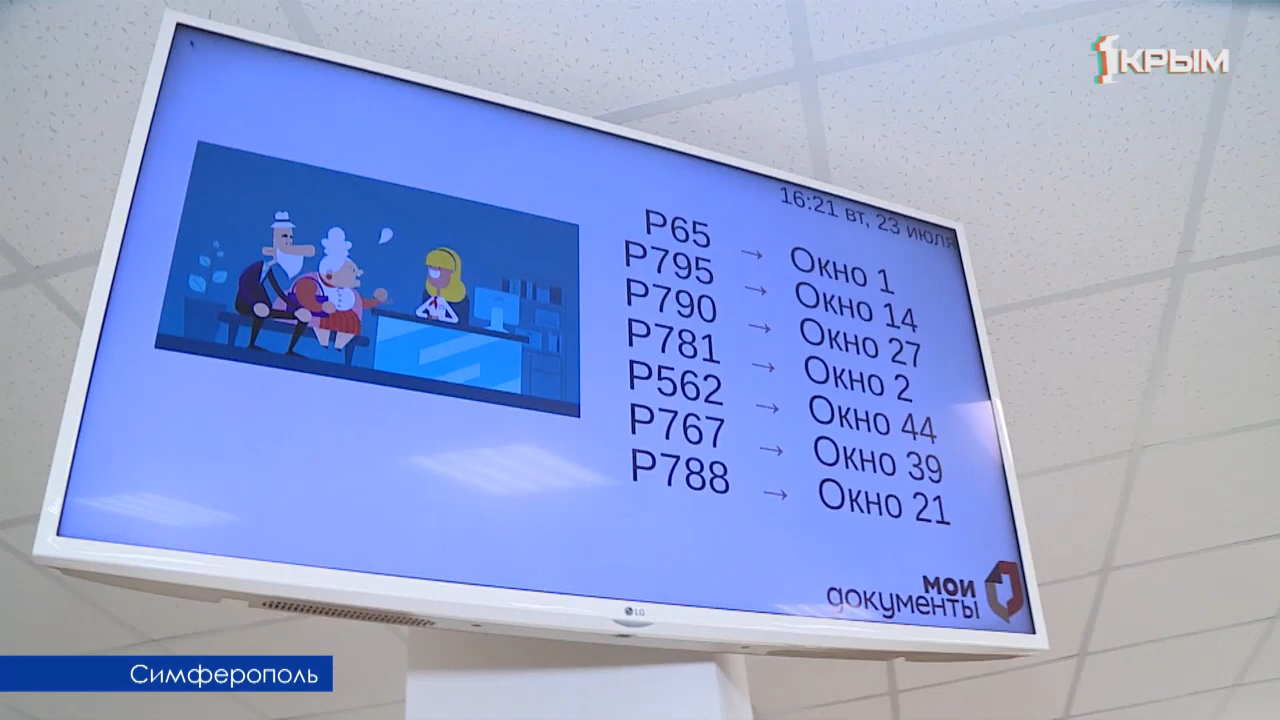 1КРЫМ
16:21 вт, 23 июля
Р65 → Окно 1
Р795 → Окно 14
Р790 → Окно 27
Р781 → Окно 2
Р562 → Окно 44
Р767 → Окно 39
Р788 → Окно 21
мои
документы
LG
Симферополь